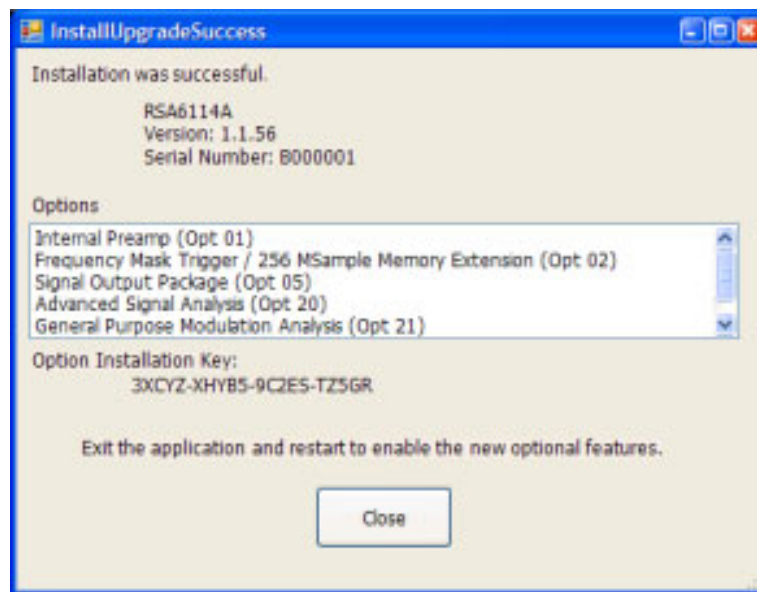 InstallUpgradeSuccess
Installation was successful.
RSA6114A
Version: 1.1.56
Serial Number: B000001
Options
Internal Preamp (Opt 01)
Frequency Mask Trigger / 256 MSample Memory Extension (Opt 02)
Signal Output Package (Opt 05)
Advanced Signal Analysis (Opt 20)
General Purpose Modulation Analysis (Opt 21)
Option Installation Key:
3XCYZ-XHYB5-9C2ES-TZ5GR
Exit the application and restart to enable the new optional features.
Close